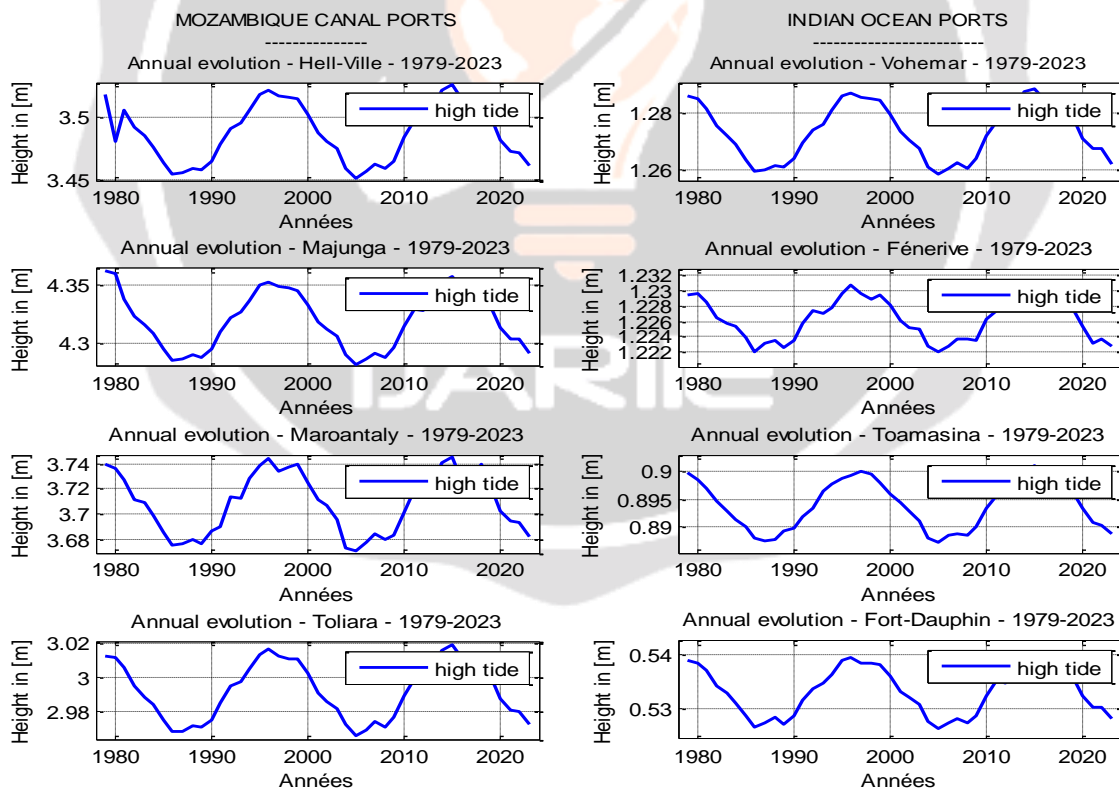 MOZAMBIQUE CANAL PORTS
---------------
Annual evolution - Hell-Ville - 1979-2023
Height in [m]
3.5
3.45
high tide
1980 1990 2000 2010 2020
Années
Annual evolution - Majunga - 1979-2023
Height in [m]
4.35
4.3
high tide
1980 1990 2000 2010 2020
Années
Annual evolution - Maroantaly - 1979-2023
Height in [m]
3.74
3.72
3.7
3.68
high tide
1980 1990 2000 2010 2020
Années
Annual evolution - Toliara - 1979-2023
Height in [m]
3.02
3
2.98
high tide
1980 1990 2000 2010 2020
Années
INDIAN OCEAN PORTS
-------------------------
Annual evolution - Vohemar - 1979-2023
Height in [m]
1.28
1.26
high tide
1980 1990 2000 2010 2020
Années
Annual evolution - Fénerive - 1979-2023
Height in [m]
1.232
1.23
1.228
1.226
1.224
1.222
high tide
1980 1990 2000 2010 2020
Années
Annual evolution - Toamasina - 1979-2023
Height in [m]
0.9
0.895
0.89
high tide
1980 1990 2000 2010 2020
Années
Annual evolution - Fort-Dauphin - 1979-2023
Height in [m]
0.54
0.53
high tide
1980 1990 2000 2010 2020
Années